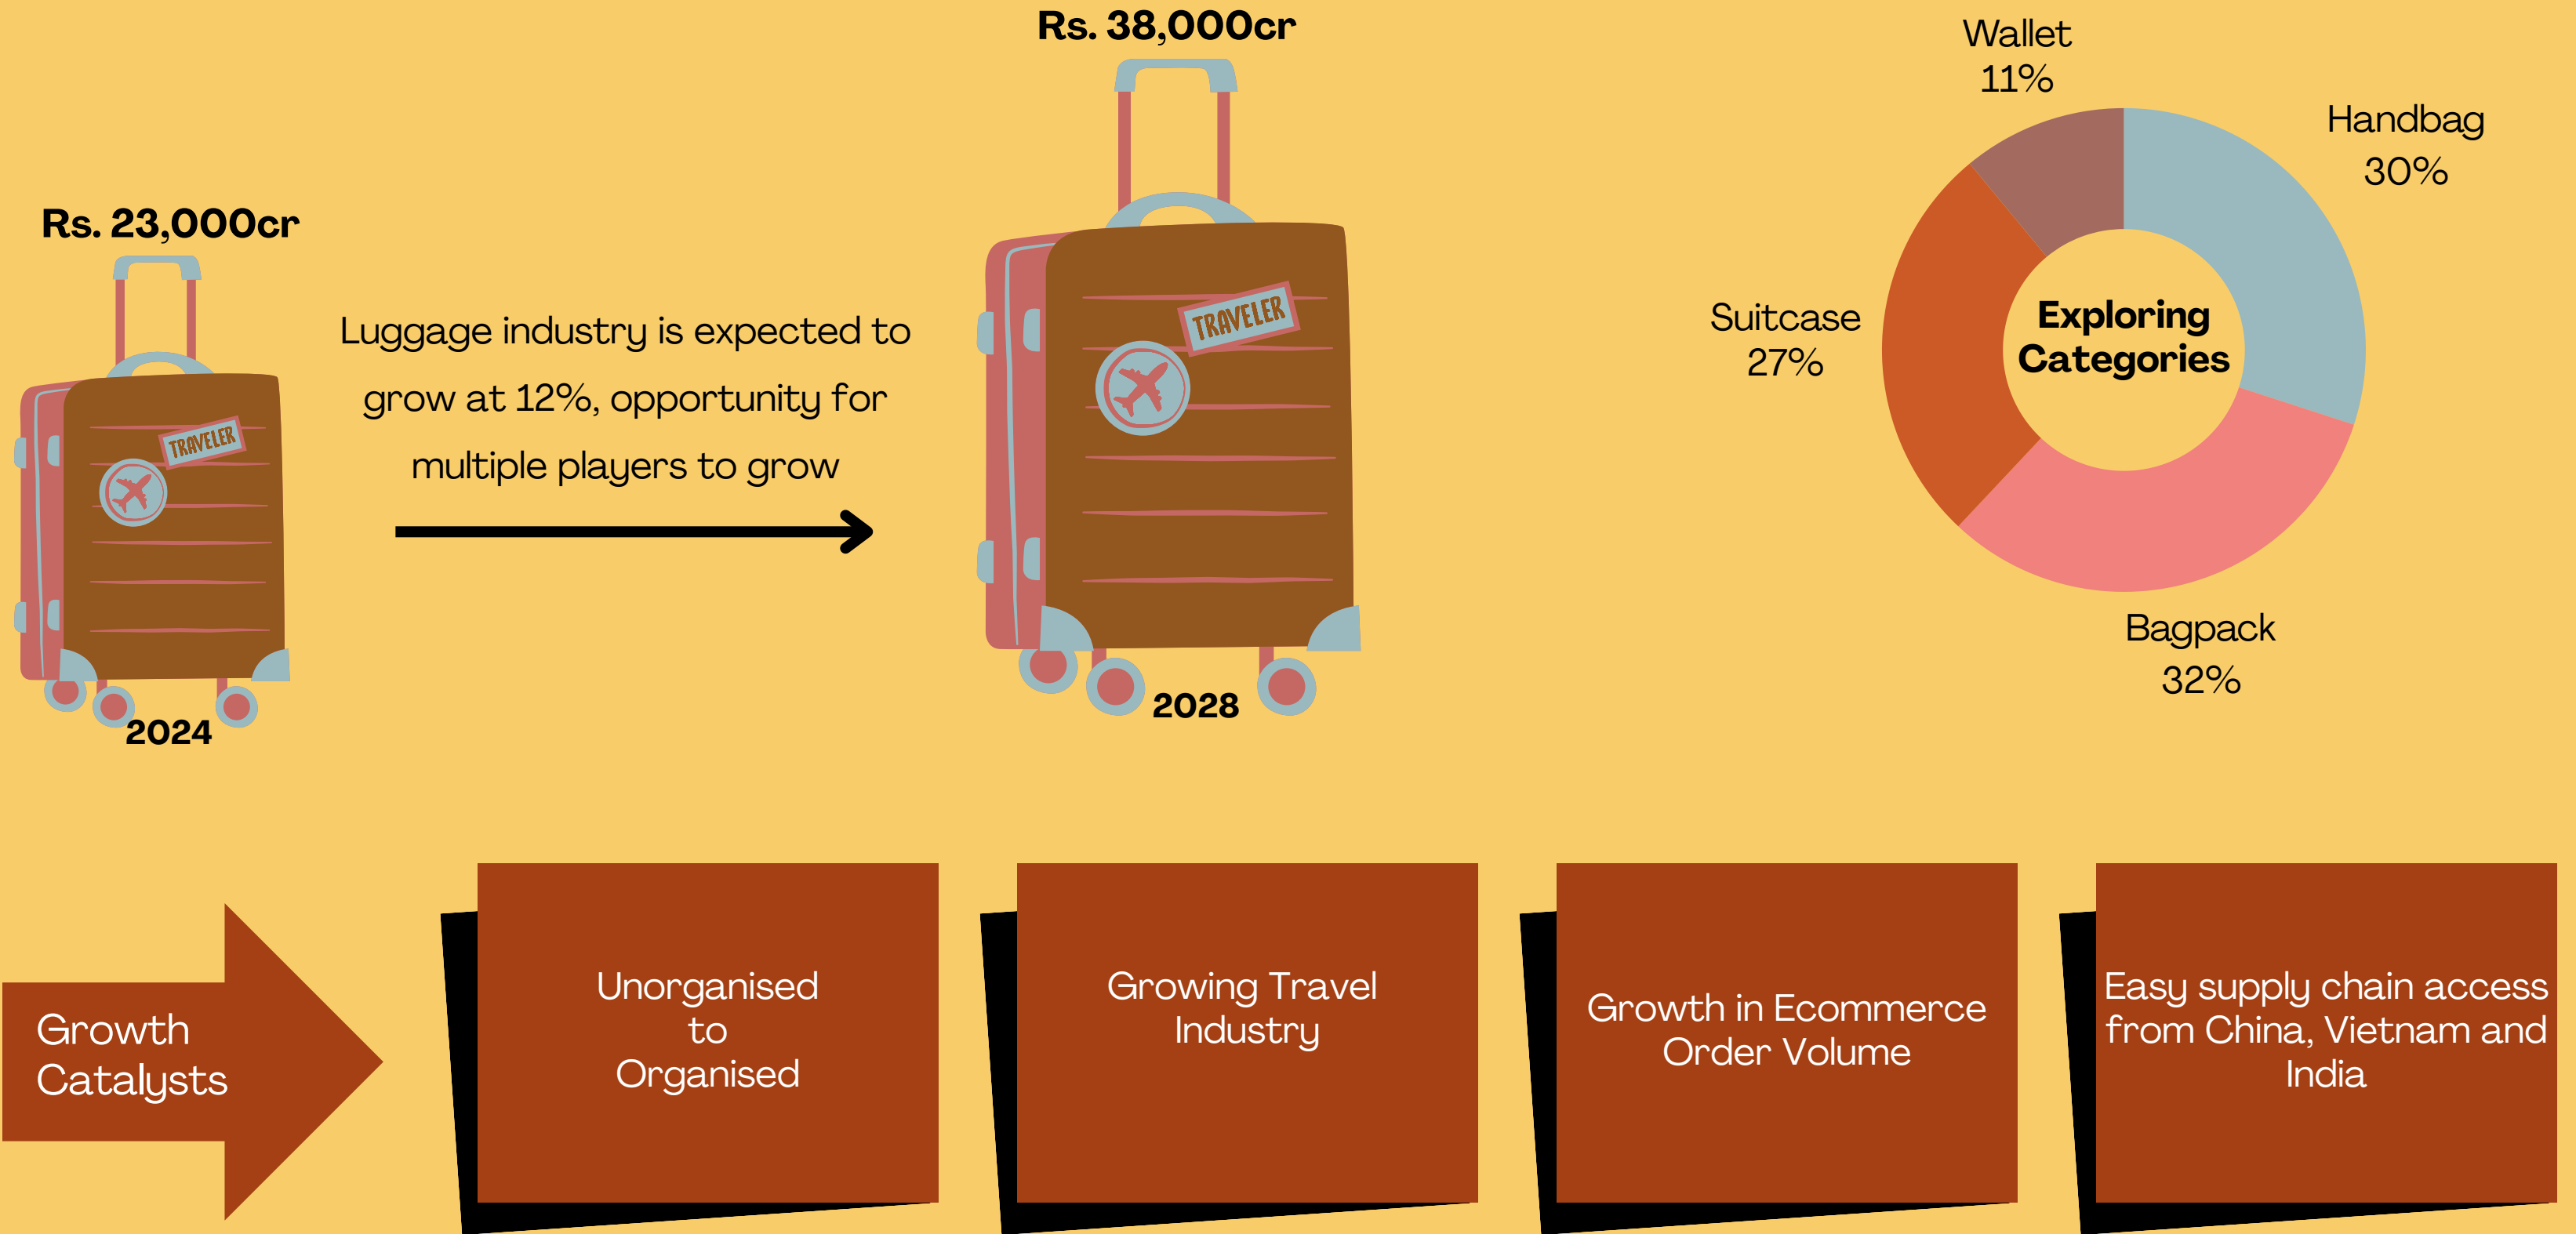 Rs. 23,000cr
TRAVELER
2024
Luggage industry is expected to
grow at 12%, opportunity for
multiple players to grow
Rs. 38,000cr
TRAVELER
2028
Wallet
11%
Handbag
30%
Suitcase
27%
Exploring
Categories
Bagpack
32%
Growth
Catalysts
Unorganised
to
Organised
Growing Travel
Industry
Growth in Ecommerce
Order Volume
Easy supply chain access
from China, Vietnam and
India